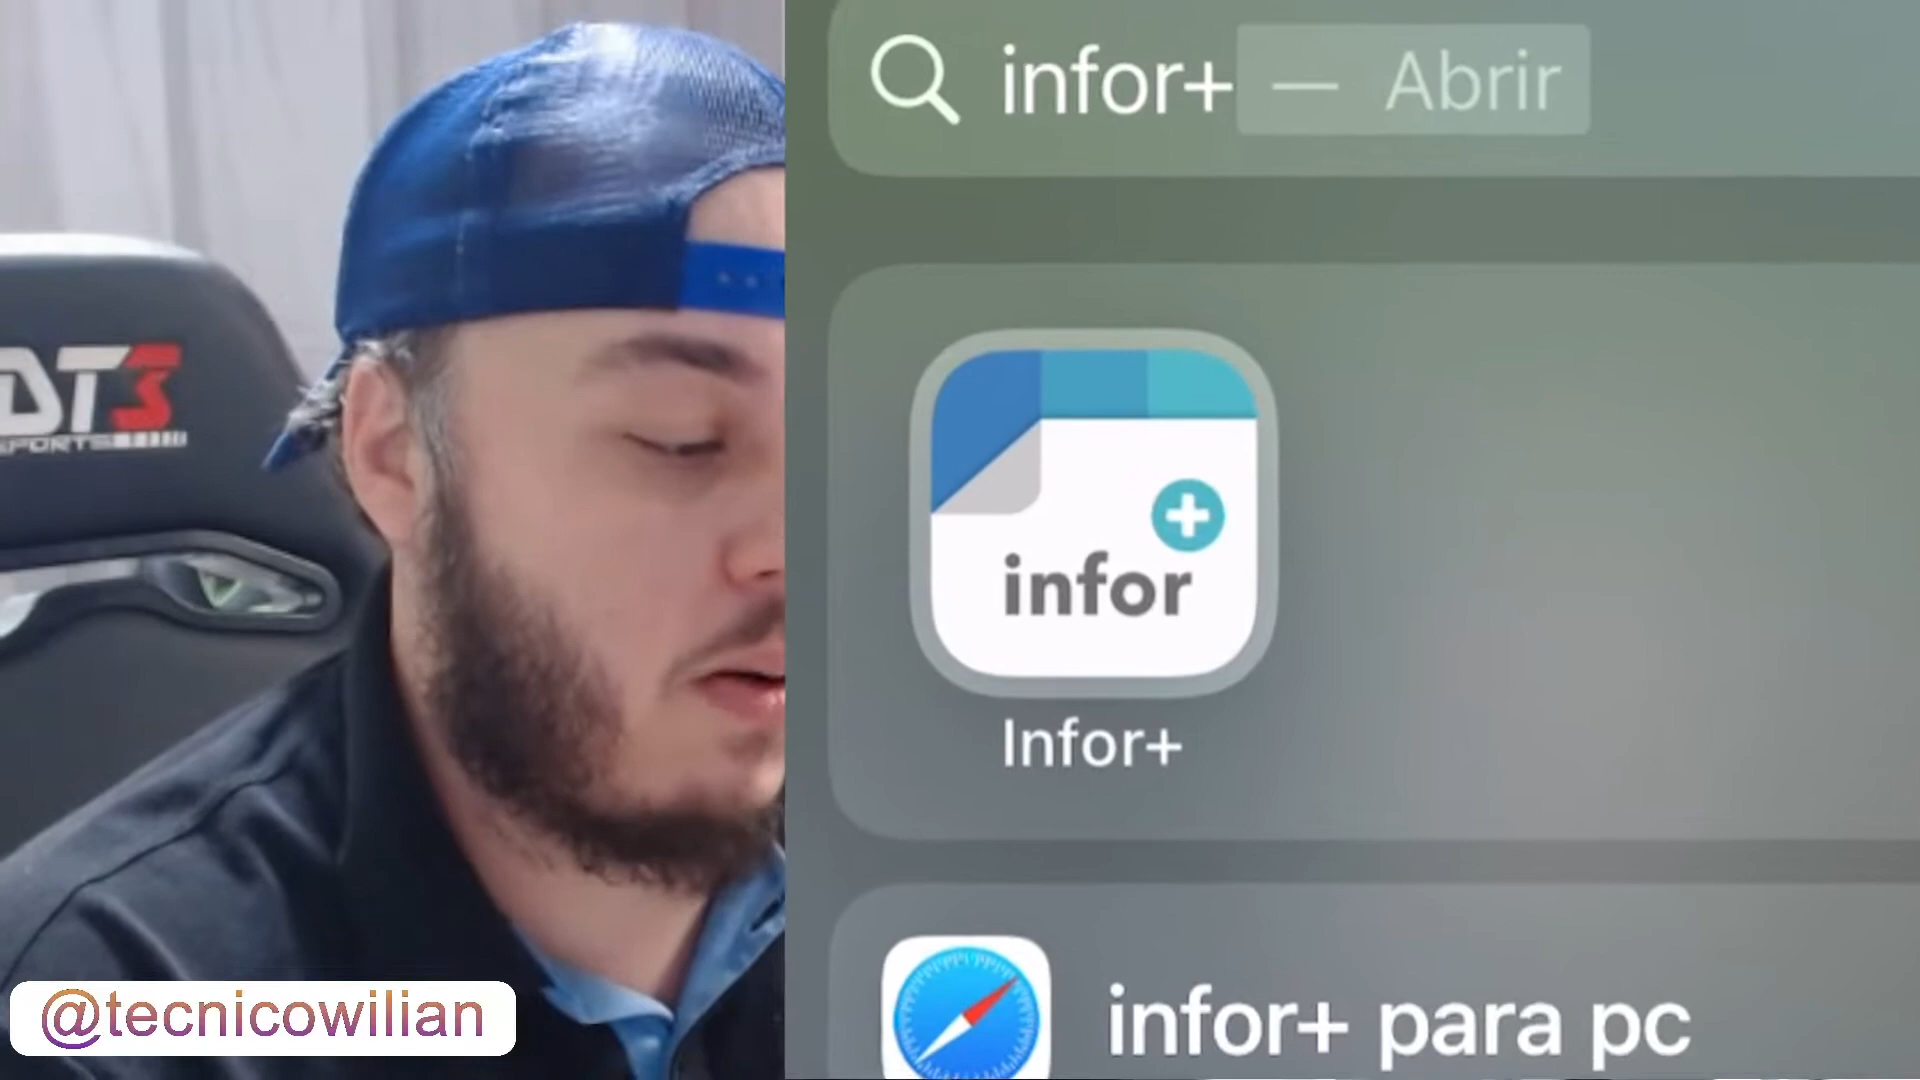 infor+ — Abrir
infor
Infor+
infor+ para pc
DT3
SPORTS
@tecnicowilian